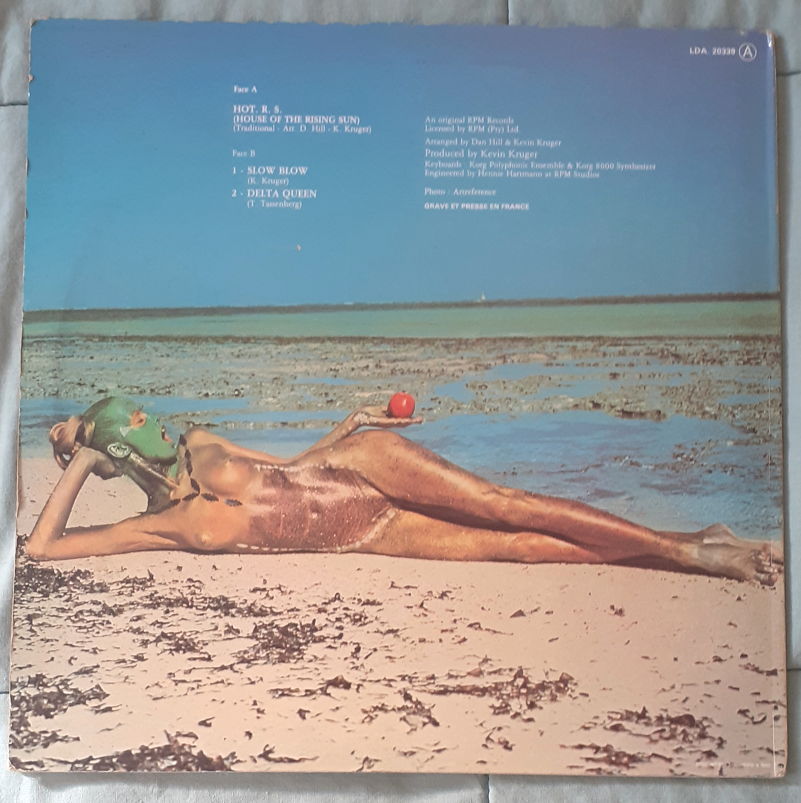 LDA. 20339 A
Face A
HOT. R. S.
(HOUSE OF THE RISING SUN)
(Traditional - Arr. D. Hill - K. Kruger)
Face B
1 - SLOW BLOW
(K. Kruger)
2 - DELTA QUEEN
(T. Tausenberg)
An original RPM Records
Licensed by RPM (Pty) Ltd.
Arranged by Dan Hill & Kevin Kruger
Produced by Kevin Kruger
Keyboards : Korg Polyphonic Ensemble & Korg 8000 Synthesizer
Engineered by Hennie Hartmann at RPM Studios
Photo : Artreference
GRAVE ET PRESSE EN FRANCE